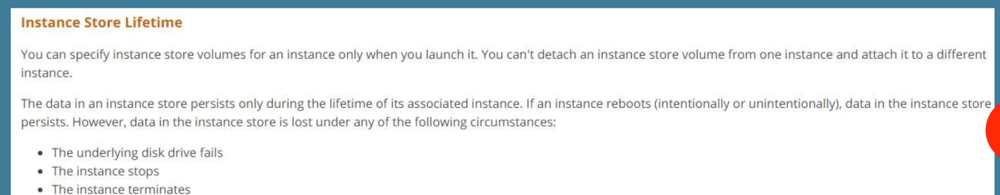 Instance Store Lifetime
You can specify instance store volumes for an instance only when you launch it. You can't detach an instance store volume from one instance and attach it to a different
instance.
The data in an instance store persists only during the lifetime of its associated instance. If an instance reboots (intentionally or unintentionally), data in the instance store
persists. However, data in the instance store is lost under any of the following circumstances:
• The underlying disk drive fails
• The instance stops
• The instance terminates